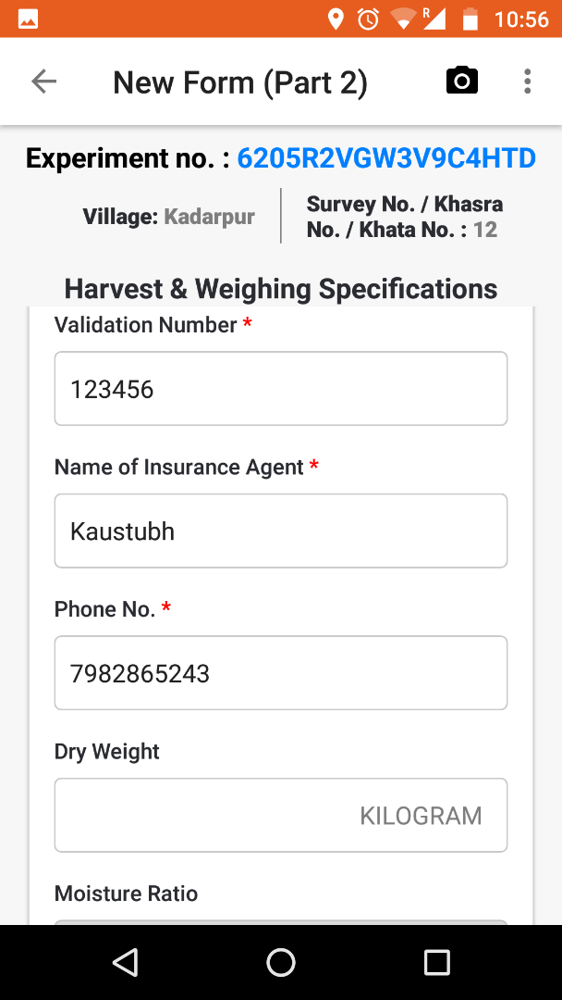 R
10:56
New Form (Part 2)
Experiment no. : 6205R2VGW3V9C4HTD
Village: Kadarpur
Survey No. / Khasra
No. / Khata No. : 12
Harvest & Weighing Specifications
Validation Number *
123456
Name of Insurance Agent *
Kaustubh
Phone No. *
7982865243
Dry Weight
KILOGRAM
Moisture Ratio